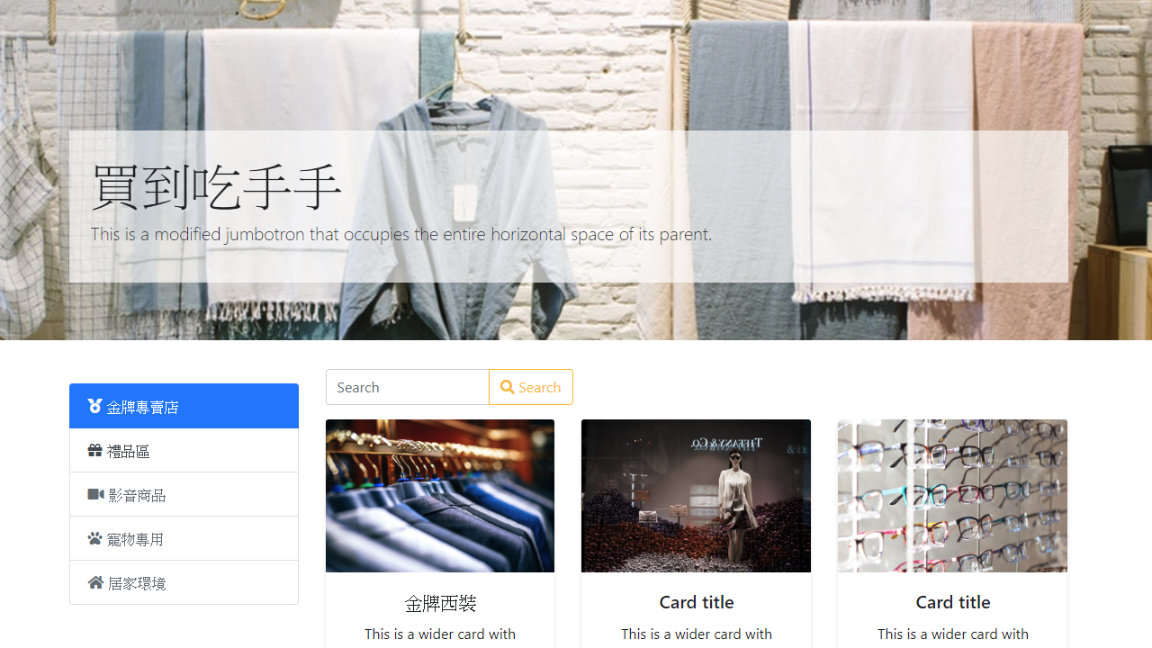 買到吃手手
This is a modified jumbotron that occupies the entire horizontal space of its parent.
金牌專賣店
禮品區
影音商品
寵物專用
居家環境
Search
Search
TIFFANY & CO.
金牌西裝
This is a wider card with
Card title
This is a wider card with
Card title
This is a wider card with